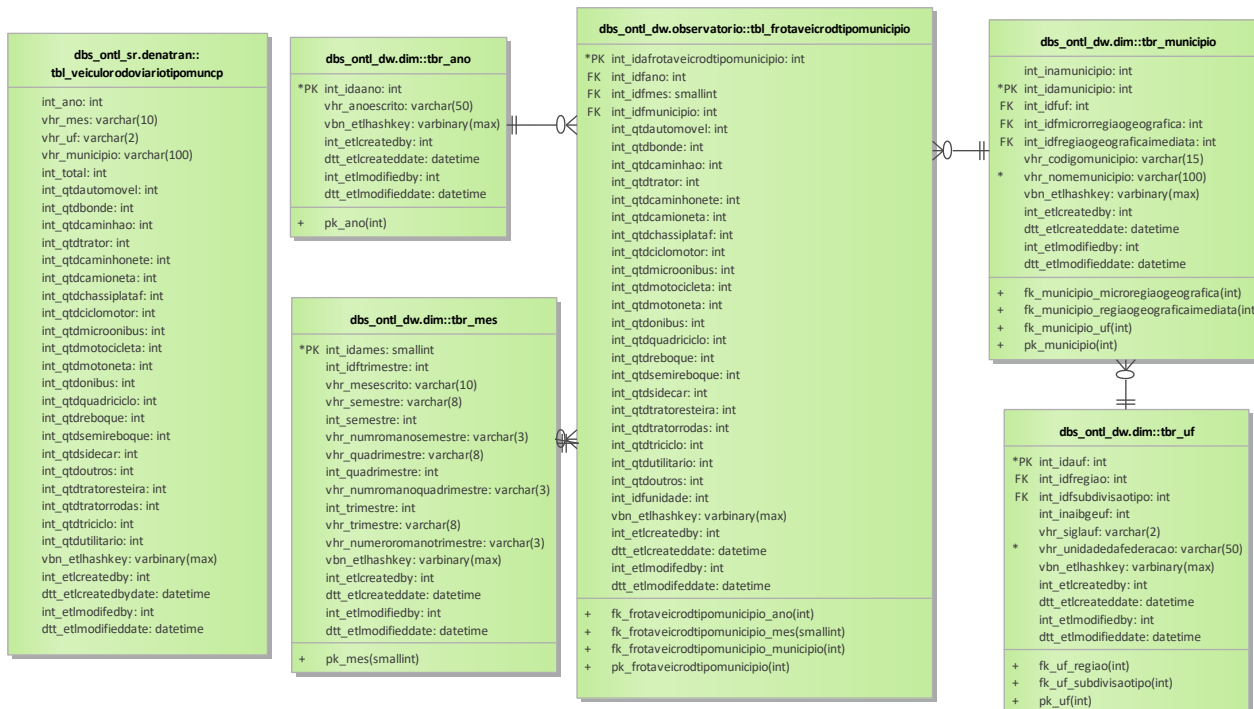 dbs_ontl_sr.denatran::
tbl_veiculorodoviariotipomuncp
int_ano: int
vhr_mes: varchar(10)
vhr_uf: varchar(2)
vhr_municipio: varchar(100)
int_total: int
int_qtdautomovel: int
int_qtdbonde: int
int_qtdcaminhao: int
int_qtdtrator: int
int_qtdcaminhonete: int
int_qtdcamioneta: int
int_qtdchassiplataf: int
int_qtdciclomotor: int
int_qtdmicroonibus: int
int_qtdmotocicleta: int
int_qtdmotoneta: int
int_qtdonibus: int
int_qtdquadriciclo: int
int_qtdreboque: int
int_qtdsemireboque: int
int_qtdsidecar: int
int_qtdoutros: int
int_qtdtratoresteira: int
int_qtdtratorrodas: int
int_qtdtriciclo: int
int_qtdutilitario: int
vbn_etlhashkey: varbinary(max)
int_etlcreatedby: int
dtt_etlcreatedbydate: datetime
int_etlmodifedby: int
dtt_etlmodifieddate: datetime
dbs_ontl_dw.dim::tbr_ano
*PK int_idaano: int
vhr_anoescrito: varchar(50)
vbn_etlhashkey: varbinary(max)
int_etlcreatedby: int
dtt_etlcreateddate: datetime
int_etlmodifiedby: int
dtt_etlmodifieddate: datetime
+ pk_ano(int)
dbs_ontl_dw.dim::tbr_mes
*PK int_idames: smallint
int_idftrimestre: int
vhr_mesescrito: varchar(10)
vhr_semestre: varchar(8)
int_semestre: int
vhr_numromanosemestre: varchar(3)
vhr_quadrimestre: varchar(8)
int_quadrimestre: int
vhr_numromanoquadrimestre: varchar(3)
int_trimestre: int
vhr_trimestre: varchar(8)
vhr_numeroromanotrimestre: varchar(3)
vbn_etlhashkey: varbinary(max)
int_etlcreatedby: int
dtt_etlcreateddate: datetime
int_etlmodifiedby: int
dtt_etlmodifieddate: datetime
+ pk_mes(smallint)
dbs_ontl_dw.observatorio::tbl_frotaveicrodtipomunicipio
*PK int_idafrotaveicrodtipomunicipio: int
FK int_idfano: int
FK int_idfmes: smallint
FK int_idfmunicipio: int
int_qtdautomovel: int
int_qtdbonde: int
int_qtdcaminhao: int
int_qtdtrator: int
int_qtdcaminhonete: int
int_qtdcamioneta: int
int_qtdchassiplataf: int
int_qtdciclomotor: int
int_qtdmicroonibus: int
int_qtdmotocicleta: int
int_qtdmotoneta: int
int_qtdonibus: int
int_qtdquadriciclo: int
int_qtdreboque: int
int_qtdsemireboque: int
int_qtdsidecar: int
int_qtdtratoresteira: int
int_qtdtratorrodas: int
int_qtdtriciclo: int
int_qtdutilitario: int
int_qtdoutros: int
int_idfunidade: int
vbn_etlhashkey: varbinary(max)
int_etlcreatedby: int
dtt_etlcreateddate: datetime
int_etlmodifedby: int
dtt_etlmodifeddate: datetime
+ fk_frotaveicrodtipomunicipio_ano(int)
+ fk_frotaveicrodtipomunicipio_mes(smallint)
+ fk_frotaveicrodtipomunicipio_municipio(int)
+ pk_frotaveicrodtipomunicipio(int)
dbs_ontl_dw.dim::tbr_municipio
int_inamunicipio: int
*PK int_idamunicipio: int
FK int_idfuf: int
FK int_idfmicrorregiaogeografica: int
FK int_idfregiaogeograficaimediata: int
vhr_codigomunicipio: varchar(15)
* vhr_nomemunicipio: varchar(100)
vbn_etlhashkey: varbinary(max)
int_etlcreatedby: int
dtt_etlcreateddate: datetime
int_etlmodifiedby: int
dtt_etlmodifieddate: datetime
+ fk_municipio_microregiaogeografica(int)
+ fk_municipio_regiaogeograficaimediata(int
+ fk_municipio_uf(int)
+ pk_municipio(int)
dbs_ontl_dw.dim::tbr_uf
*PK int_idauf: int
FK int_idfregiao: int
FK int_idfsubdivisaotipo: int
int_inaibgeuf: int
vhr_siglauf: varchar(2)
* vhr_unidadedafederacao: varchar(50)
vbn_etlhashkey: varbinary(max)
int_etlcreatedby: int
dtt_etlcreateddate: datetime
int_etlmodifiedby: int
dtt_etlmodifieddate: datetime
+ fk_uf_regiao(int)
+ fk_uf_subdivisaotipo(int)
+ pk_uf(int)